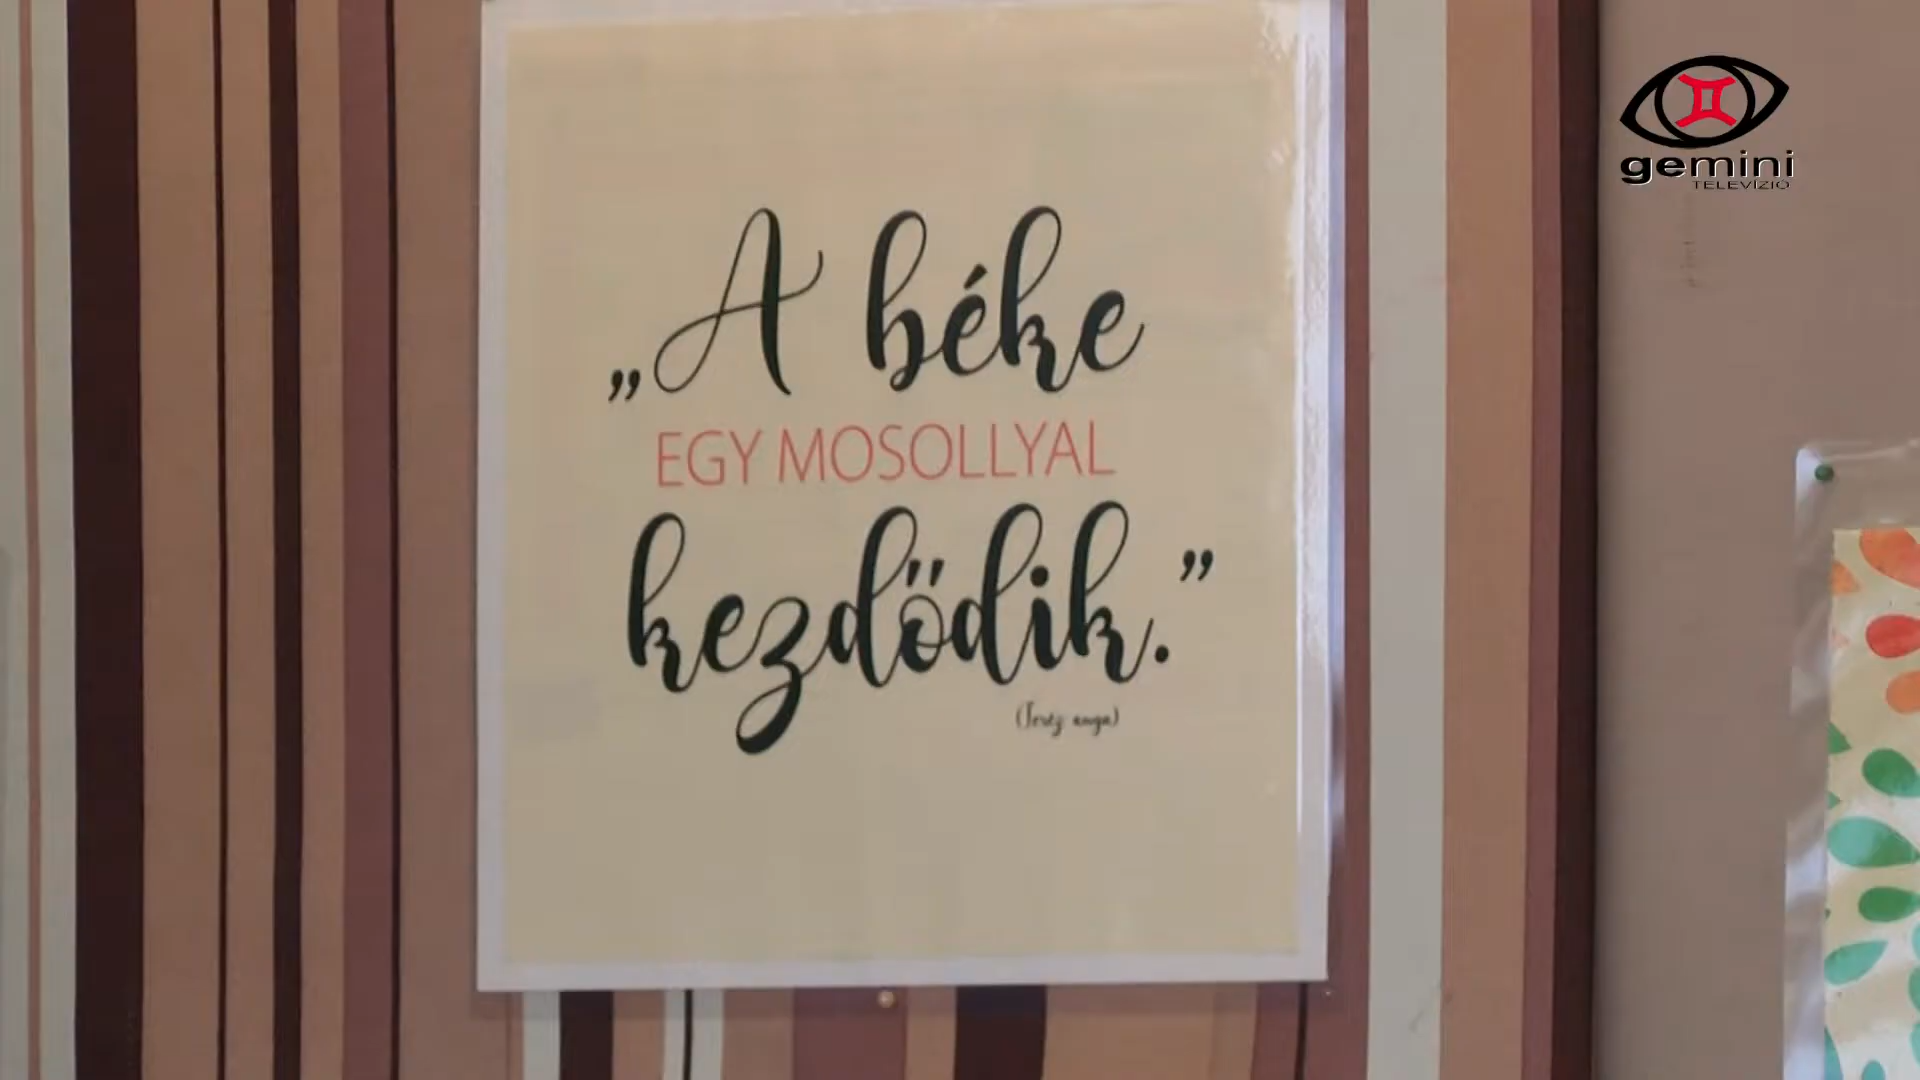 „A béke
EGY MOSOLLYAL
kezdődik.”
(Teréz anya)
gemini
TELEVÍZIÓ